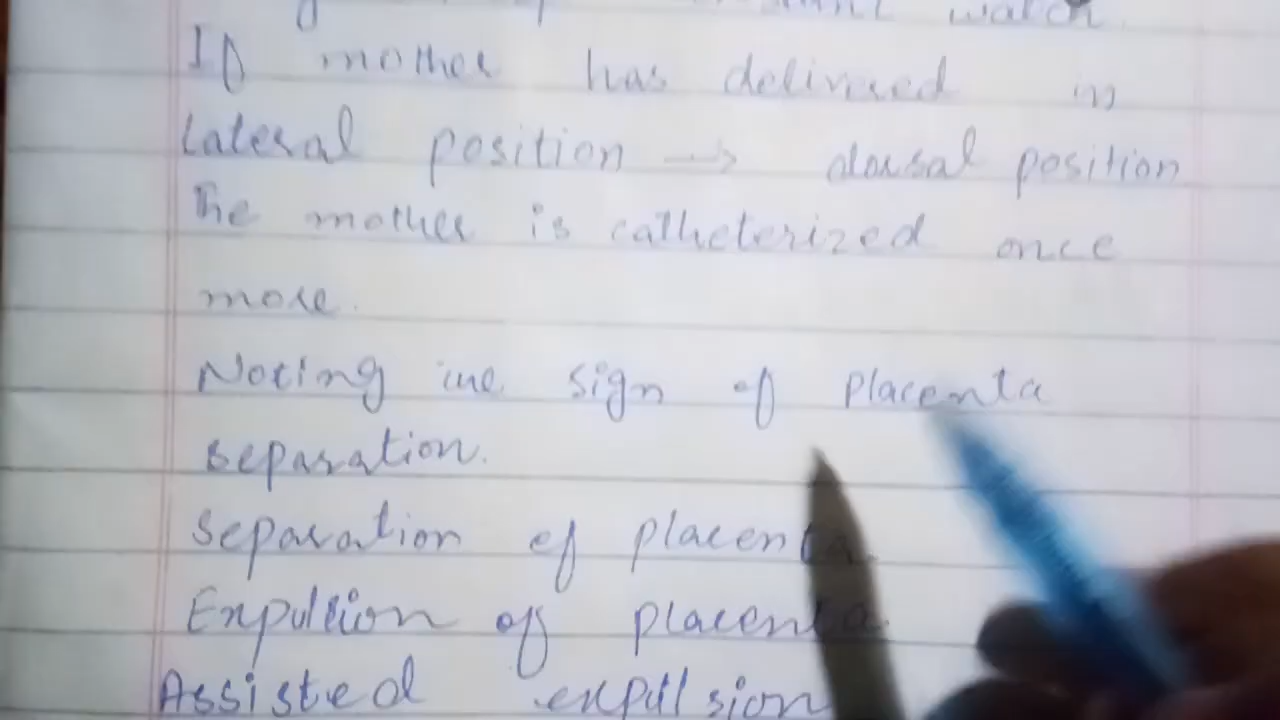 watch
If mother has delivered in
Lateral position → dorsal position
The mother is catheterized once
more.
Noting the sign of placenta
separation.
Separation of placenta.
Expulsion of placenta.
Assisted expulsion